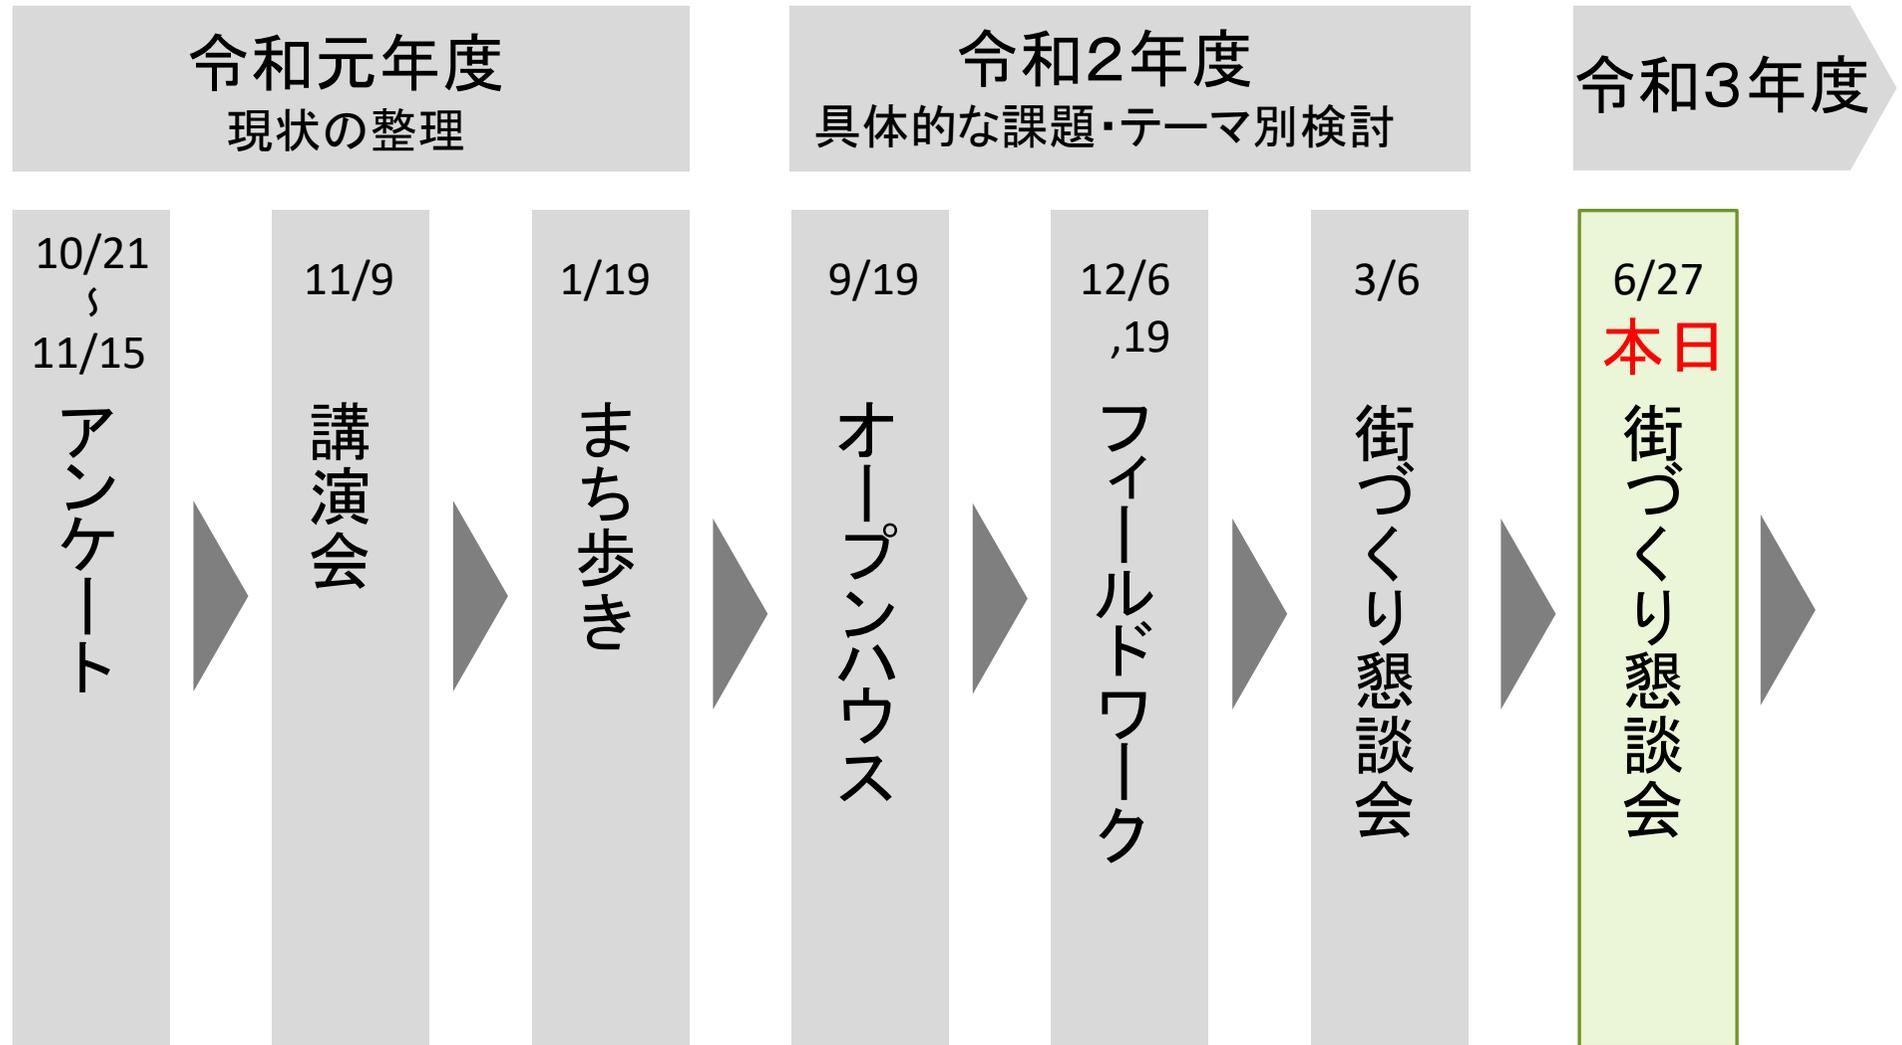 令和元年度
現状の整理
令和２年度
具体的な課題・テーマ別検討
令和３年度
10/21
～
11/15
アンケート
11/9
講演会
1/19
まち歩き
9/19
オープンハウス
12/6
,19
フィールドワーク
3/6
街づくり懇談会
6/27
本日
街づくり懇談会